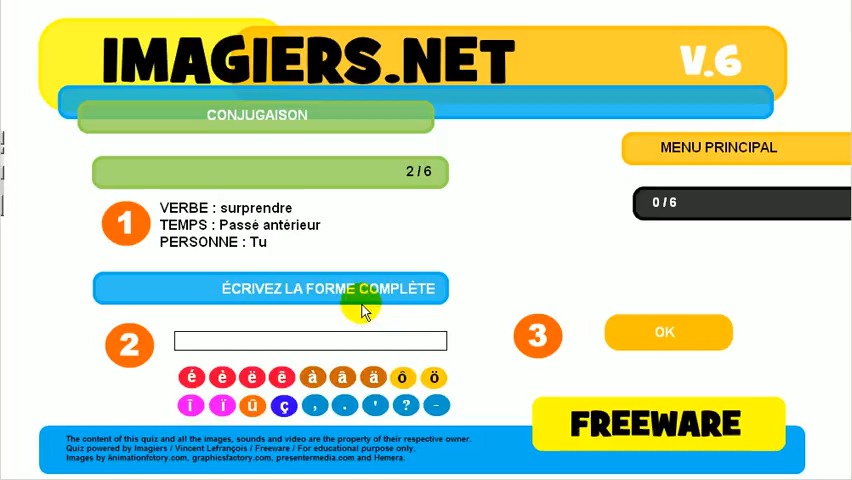 IMAGIERS.NET
V.6
CONJUGAISON
MENU PRINCIPAL
2 / 6
0 / 6
1
VERBE : surprendre
TEMPS : Passé antérieur
PERSONNE : Tu
ÉCRIVEZ LA FORME COMPLÈTE
2
3
OK
é è ë ê à â ä ô ö
î ï û ç , . ' ? -
FREEWARE
The content of this quiz and all the images, sounds and video are the property of their respective owner.
Quiz powered by Imagiers / Vincent Lefrançois / Freeware / For educational purpose only.
Images by Animationfctory.com, graphicsfactory.com, presentermedia.com and Hemera.